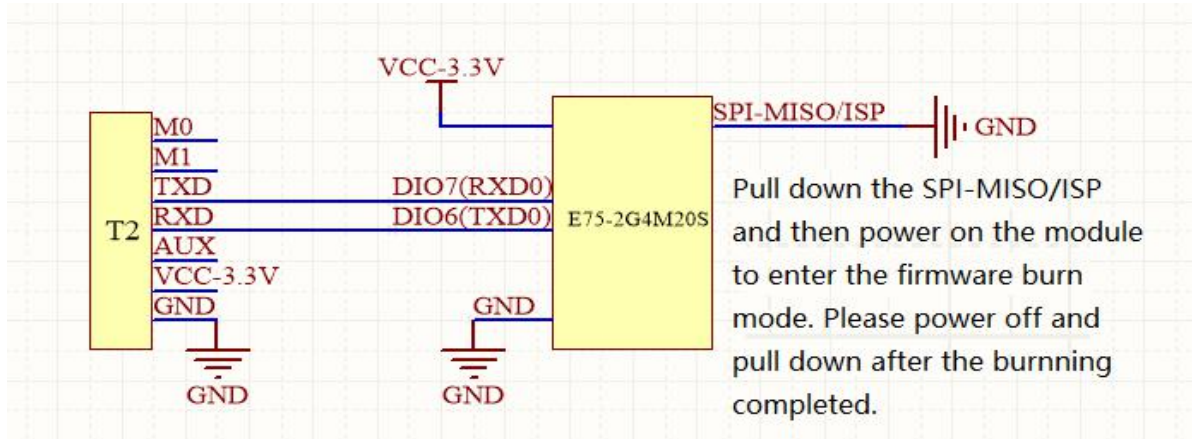 VCC-3.3V
SPI-MISO/ISP
GND
M0
M1
TXD
DIO7(RXD0)
RXD
DIO6(TXD0)
T2
E75-2G4M20S
AUX
VCC-3.3V
GND
GND
GND
GND
Pull down the SPI-MISO/ISP
and then power on the module
to enter the firmware burn
mode. Please power off and
pull down after the burnning
completed.